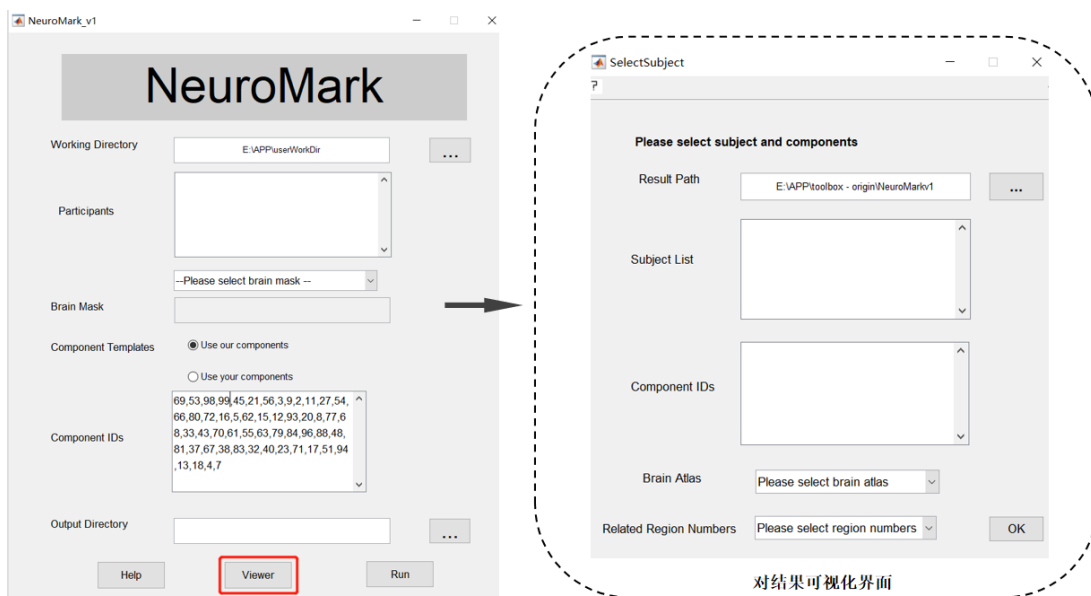 NeuroMark_v1
NeuroMark
Working Directory
E:\APP\userWorkDir
...
Participants
--Please select brain mask --
Brain Mask
Component Templates
Use our components
Use your components
Component IDs
69,53,98,99,45,21,56,3,9,2,11,27,54,
66,80,72,16,5,62,15,12,93,20,8,77,6
8,33,43,70,61,55,63,79,84,96,88,48,
81,37,67,38,83,32,40,23,71,17,51,94
,13,18,4,7
Output Directory
...
Help
Viewer
Run
SelectSubject
?
Please select subject and components
Result Path
E:\APP\toolbox - origin\NeuroMarkv1
...
Subject List
Component IDs
Brain Atlas
Please select brain atlas
Related Region Numbers
Please select region numbers
OK
对结果可视化界面